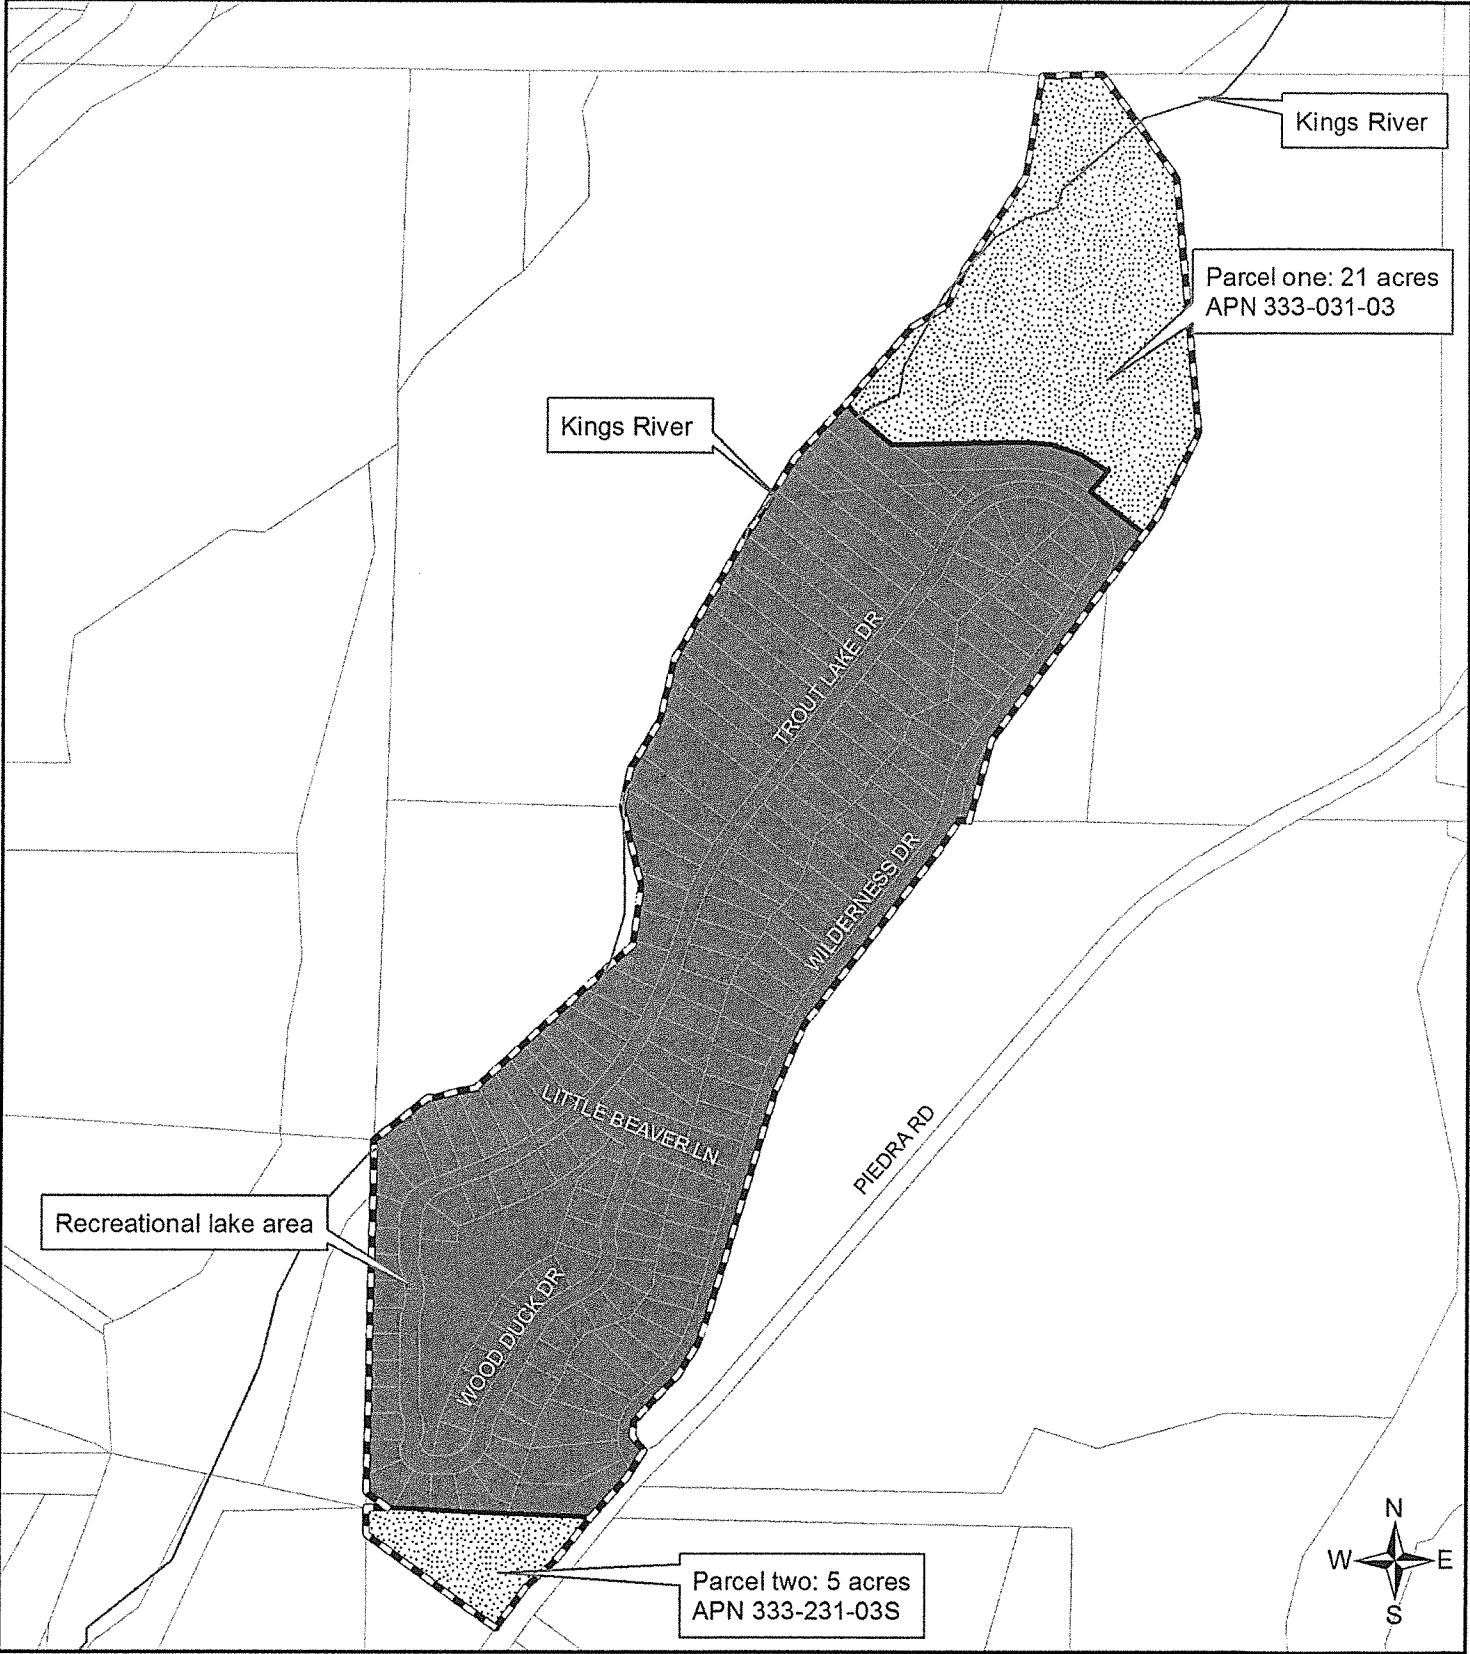 Kings River
Parcel one: 21 acres
APN 333-031-03
Kings River
TROUT LAKE DR
WILDERNESS DR
LITTLE BEAVER LN
PIEDRA RD
Recreational lake area
WOOD DUCK DR
N
W
E
S
Parcel two: 5 acres
APN 333-231-03S